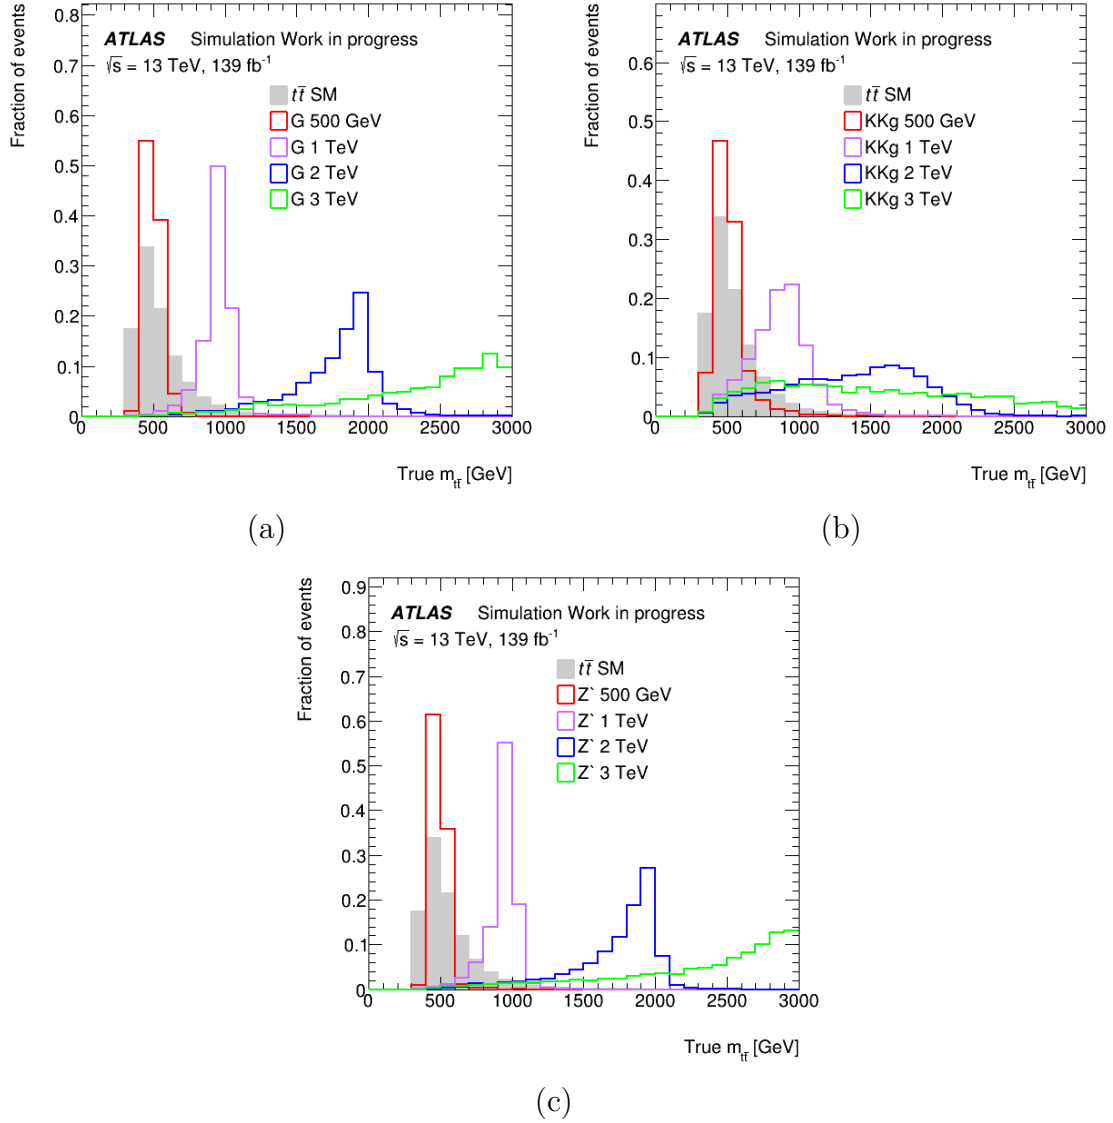 Fraction of events
0.8
0.7
0.6
0.5
0.4
0.3
0.2
0.1
0
ATLAS Simulation Work in progress
√s = 13 TeV, 139 fb⁻¹
tt̄ SM
G 500 GeV
G 1 TeV
G 2 TeV
G 3 TeV
0 500 1000 1500 2000 2500 3000
True m_tt̄ [GeV]
(a)
Fraction of events
0.6
0.5
0.4
0.3
0.2
0.1
0
ATLAS Simulation Work in progress
√s = 13 TeV, 139 fb⁻¹
tt̄ SM
KKg 500 GeV
KKg 1 TeV
KKg 2 TeV
KKg 3 TeV
0 500 1000 1500 2000 2500 3000
True m_tt̄ [GeV]
(b)
Fraction of events
0.9
0.8
0.7
0.6
0.5
0.4
0.3
0.2
0.1
0
ATLAS Simulation Work in progress
√s = 13 TeV, 139 fb⁻¹
tt̄ SM
Z` 500 GeV
Z` 1 TeV
Z` 2 TeV
Z` 3 TeV
0 500 1000 1500 2000 2500 3000
True m_tt̄ [GeV]
(c)